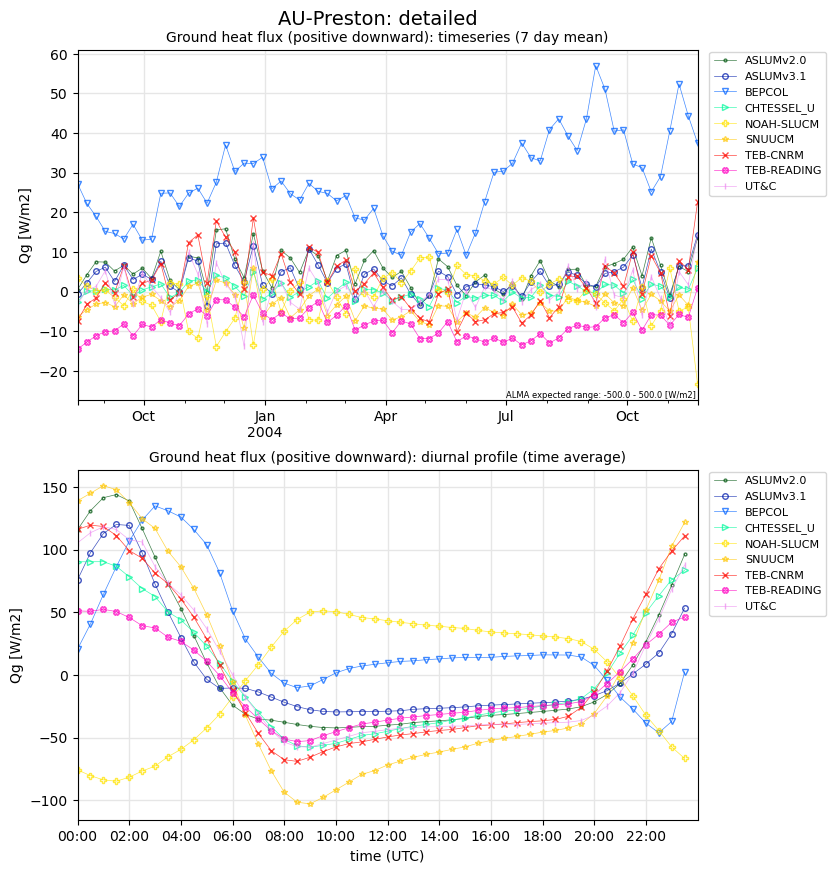 AU-Preston: detailed
Ground heat flux (positive downward): timeseries (7 day mean)
60
50
40
30
20
10
0
−10
−20
Qg [W/m2]
ALMA expected range: -500.0 - 500.0 [W/m2]
Oct
Jan
2004
Apr
Jul
Oct
ASLUMv2.0
ASLUMv3.1
BEPCOL
CHTESSEL_U
NOAH-SLUCM
SNUUCM
TEB-CNRM
TEB-READING
UT&C
Ground heat flux (positive downward): diurnal profile (time average)
150
100
50
0
−50
−100
Qg [W/m2]
00:00
02:00
04:00
06:00
08:00
10:00
12:00
14:00
16:00
18:00
20:00
22:00
time (UTC)
ASLUMv2.0
ASLUMv3.1
BEPCOL
CHTESSEL_U
NOAH-SLUCM
SNUUCM
TEB-CNRM
TEB-READING
UT&C